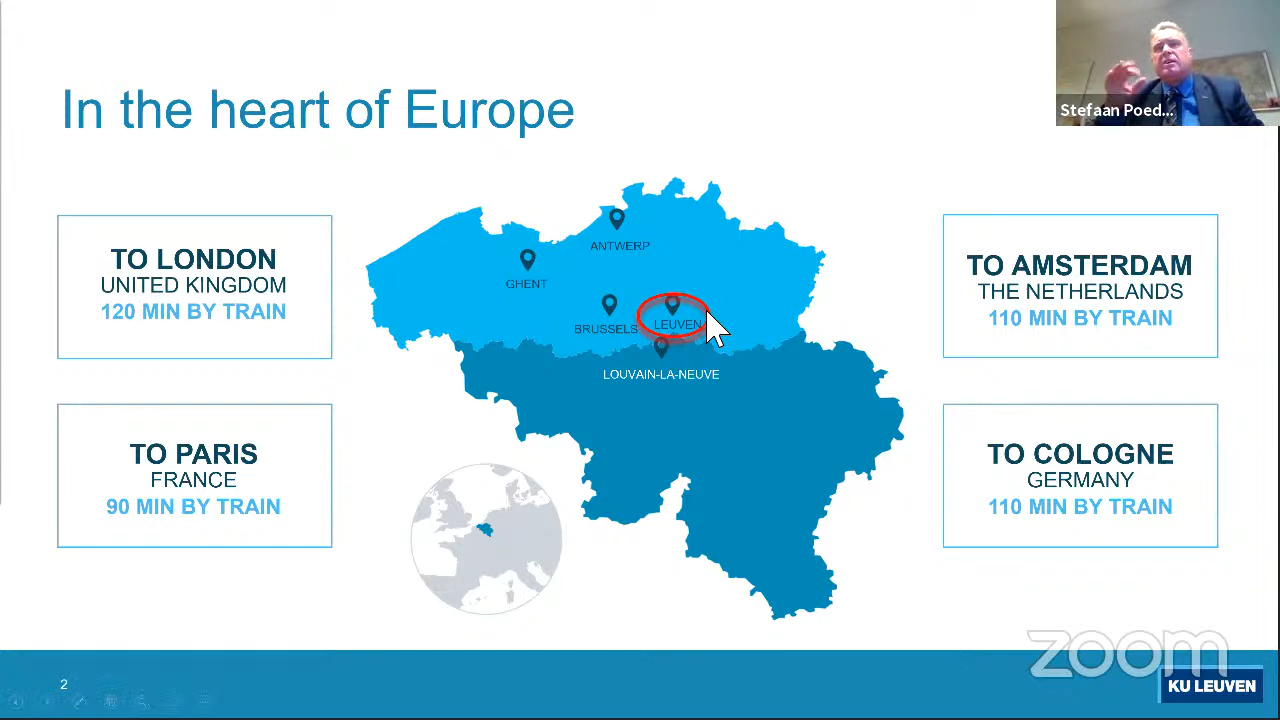 In the heart of Europe
Stefaan Poed...
TO LONDON
UNITED KINGDOM
120 MIN BY TRAIN
TO PARIS
FRANCE
90 MIN BY TRAIN
ANTWERP
GHENT
BRUSSELS
LEUVEN
LOUVAIN-LA-NEUVE
TO AMSTERDAM
THE NETHERLANDS
110 MIN BY TRAIN
TO COLOGNE
GERMANY
110 MIN BY TRAIN
zoom
2
KU LEUVEN